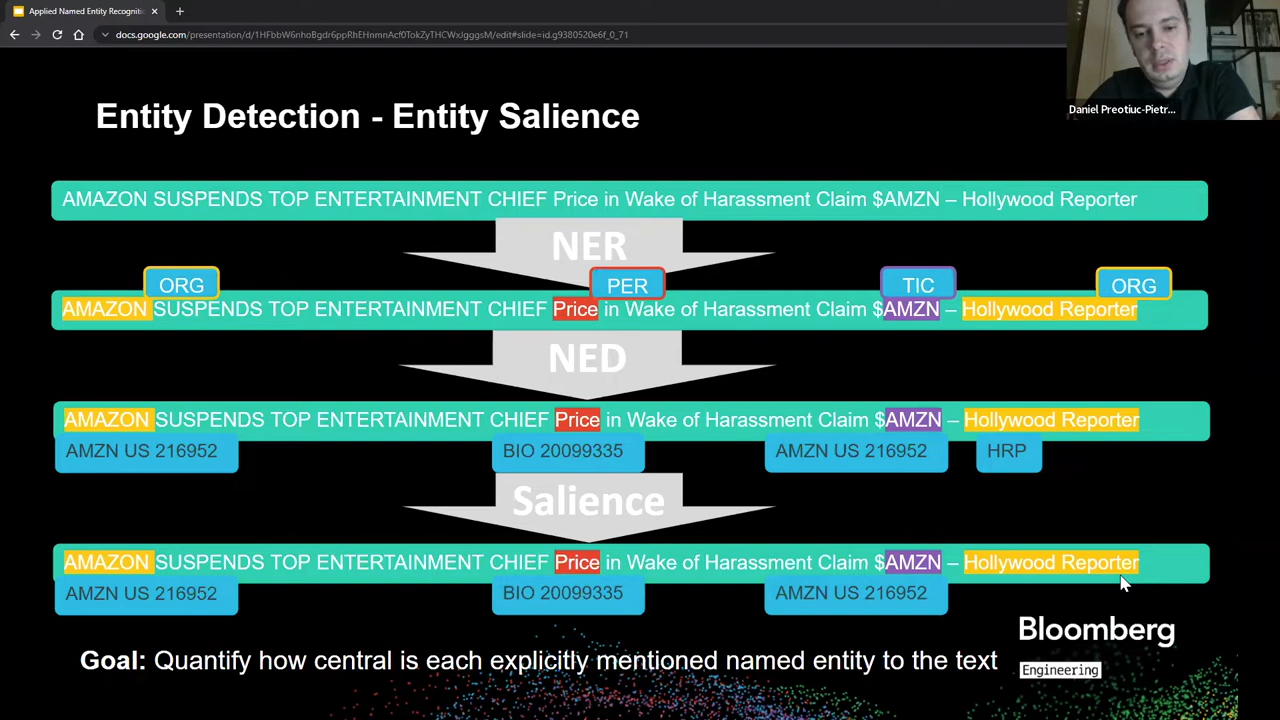 Applied Named Entity Recogniti
docs.google.com/presentation/d/1HFbbW6nhoBgdr6ppRhEHnmnAcf0TokZyTHCWxJgggsM/edit#slide=id.g9380520e6f_0_71
Daniel Preotiuc-Pietr...
Entity Detection - Entity Salience
AMAZON SUSPENDS TOP ENTERTAINMENT CHIEF Price in Wake of Harassment Claim $AMZN – Hollywood Reporter
NER
ORG PER TIC ORG
AMAZON SUSPENDS TOP ENTERTAINMENT CHIEF Price in Wake of Harassment Claim $AMZN – Hollywood Reporter
NED
AMAZON SUSPENDS TOP ENTERTAINMENT CHIEF Price in Wake of Harassment Claim $AMZN – Hollywood Reporter
AMZN US 216952 BIO 20099335 AMZN US 216952 HRP
Salience
AMAZON SUSPENDS TOP ENTERTAINMENT CHIEF Price in Wake of Harassment Claim $AMZN – Hollywood Reporter
AMZN US 216952 BIO 20099335 AMZN US 216952
Goal: Quantify how central is each explicitly mentioned named entity to the text
Bloomberg
Engineering